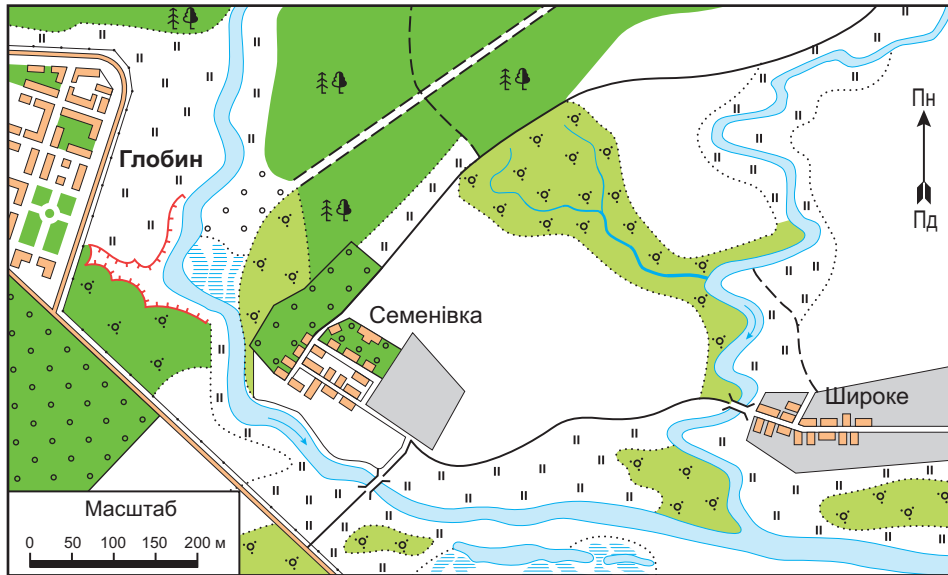 Глобин
Пн
Пд
Семенівка
Широке
Масштаб
0 50 100 150 200 м